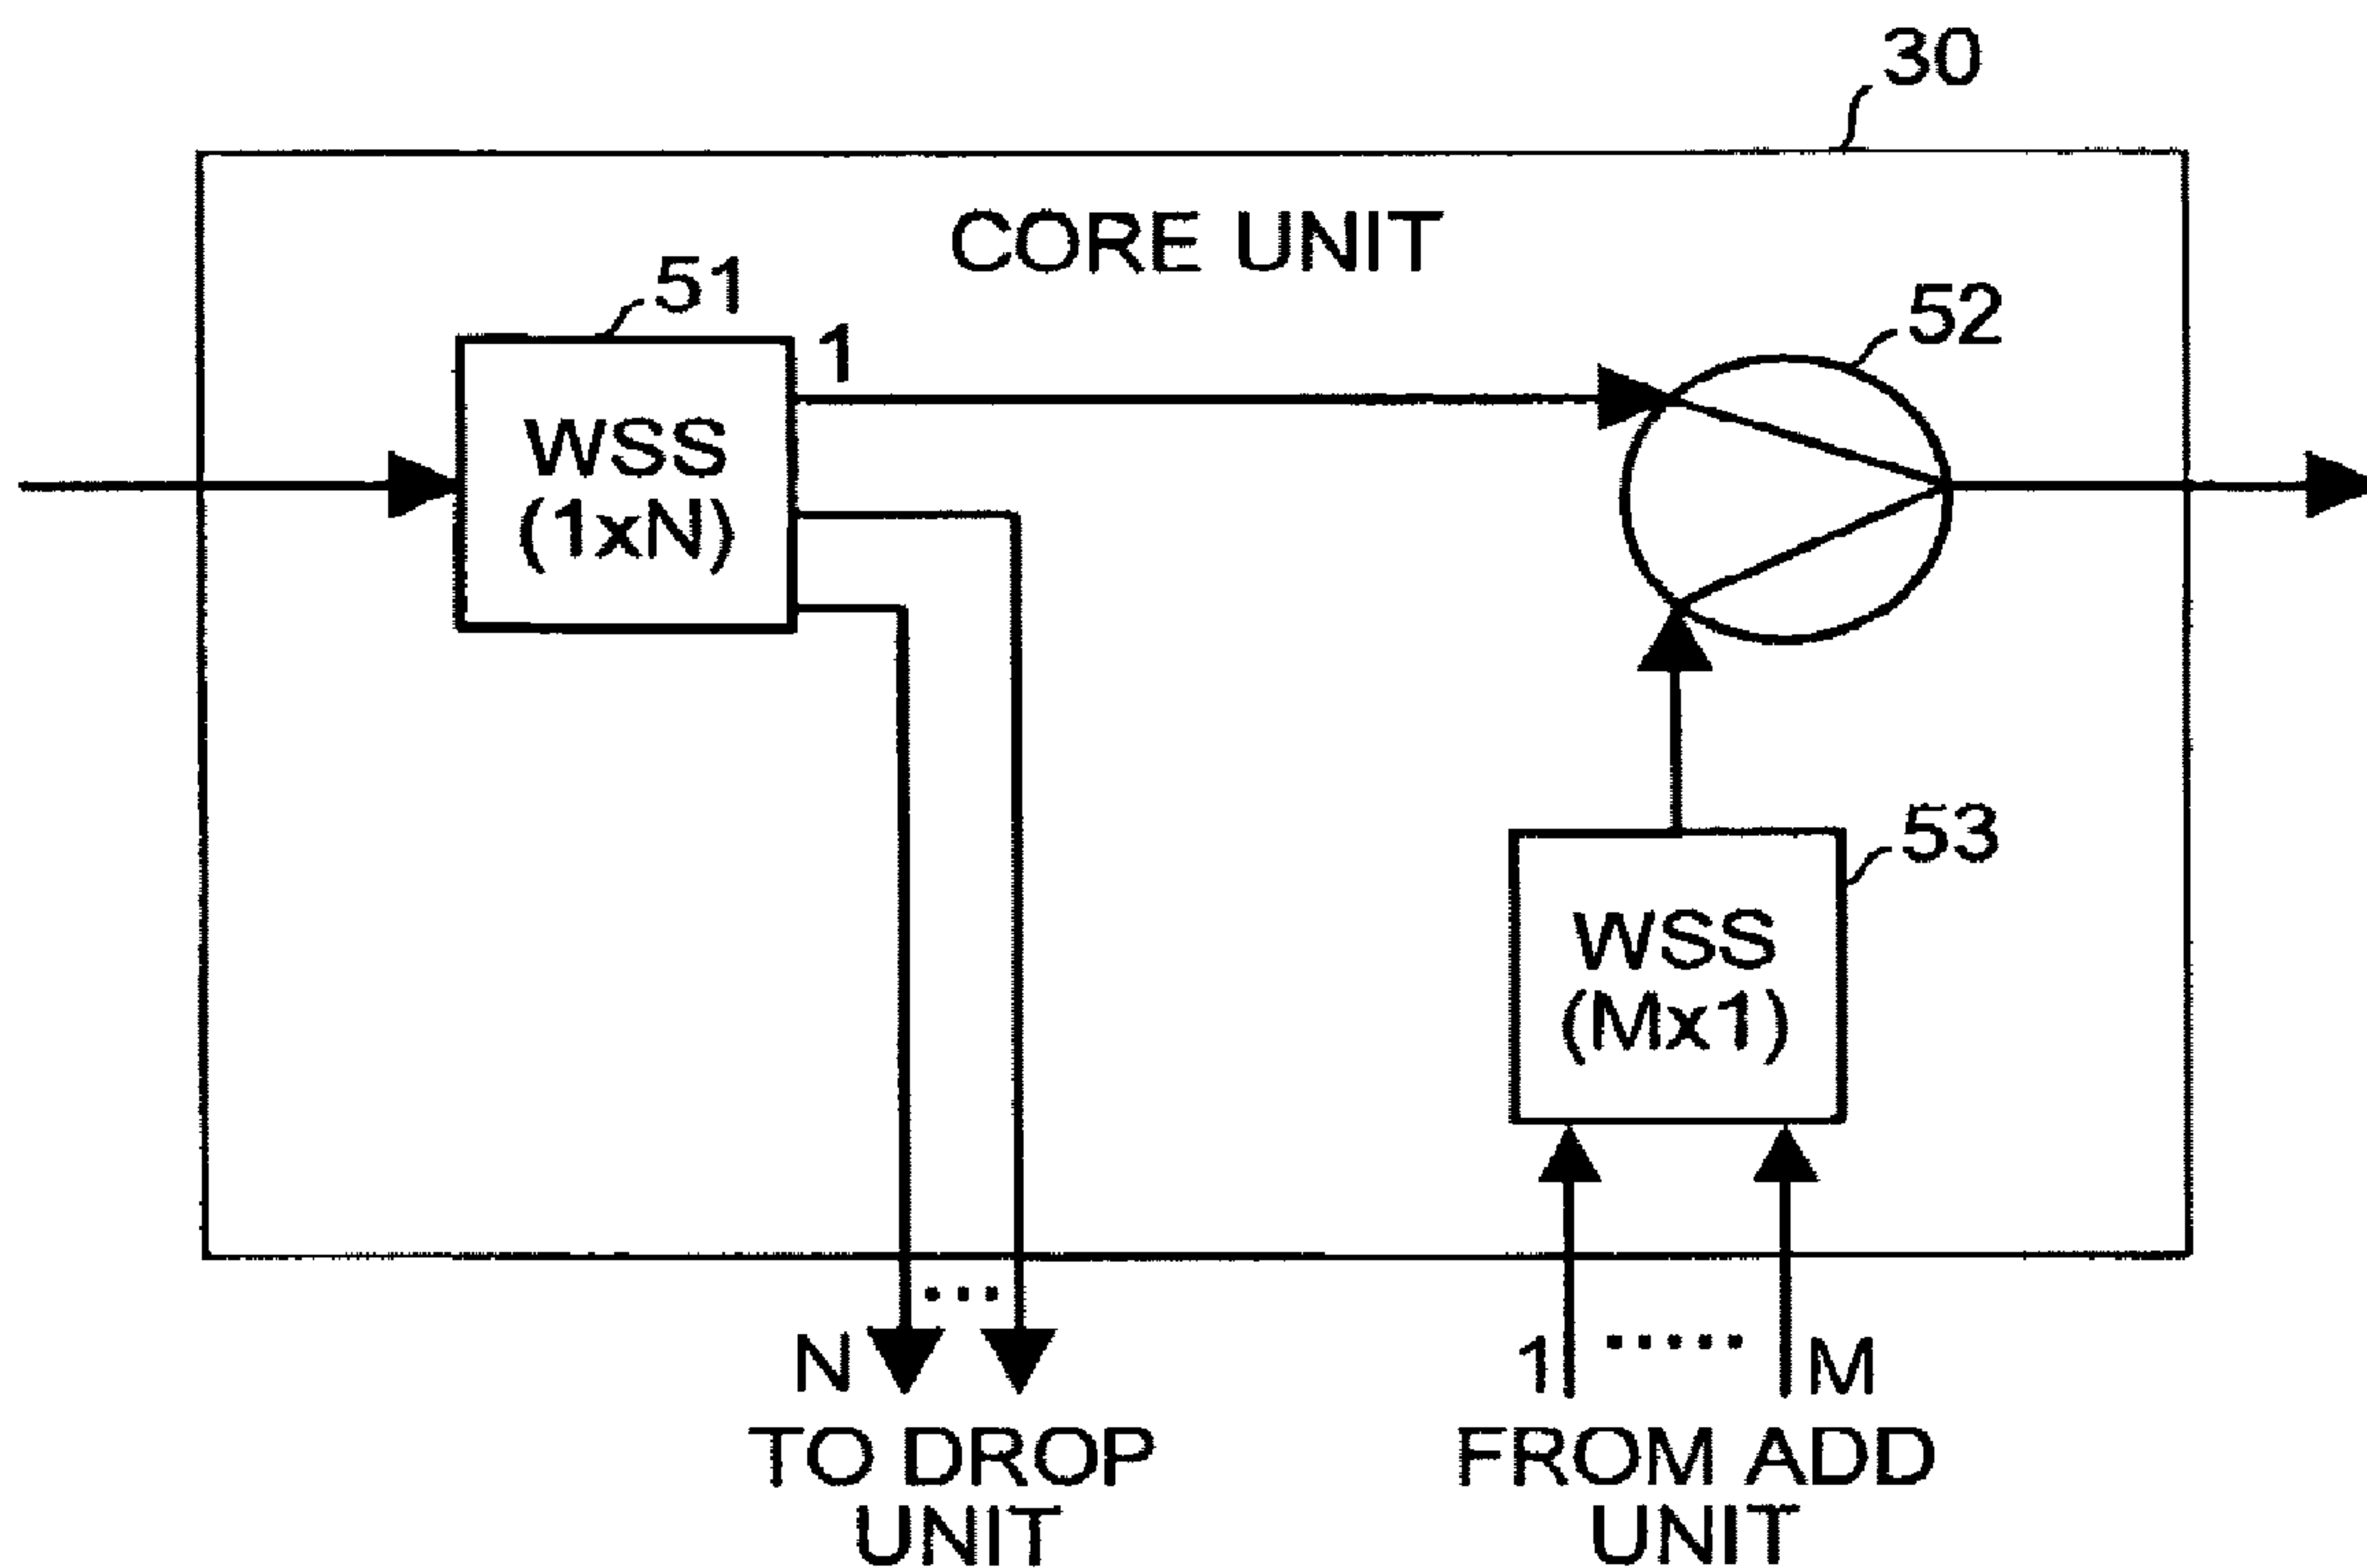 30
CORE UNIT
51
1
52
WSS
(1xN)
53
WSS
(Mx1)
N
...
1
.....
M
TO DROP
UNIT
FROM ADD
UNIT